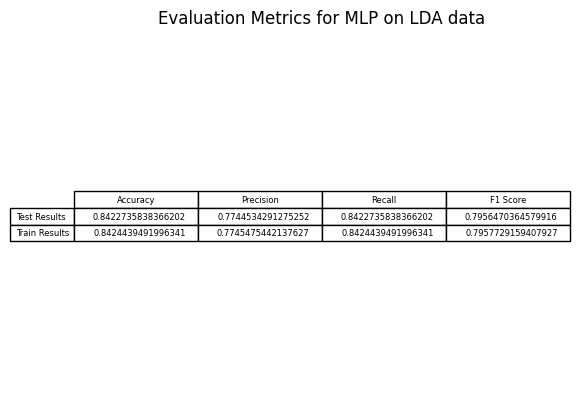 Evaluation Metrics for MLP on LDA data
Accuracy Precision Recall F1 Score
Test Results 0.8422735838366202 0.7744534291275252 0.8422735838366202 0.7956470364579916
Train Results 0.8424439491996341 0.7745475442137627 0.8424439491996341 0.7957729159407927